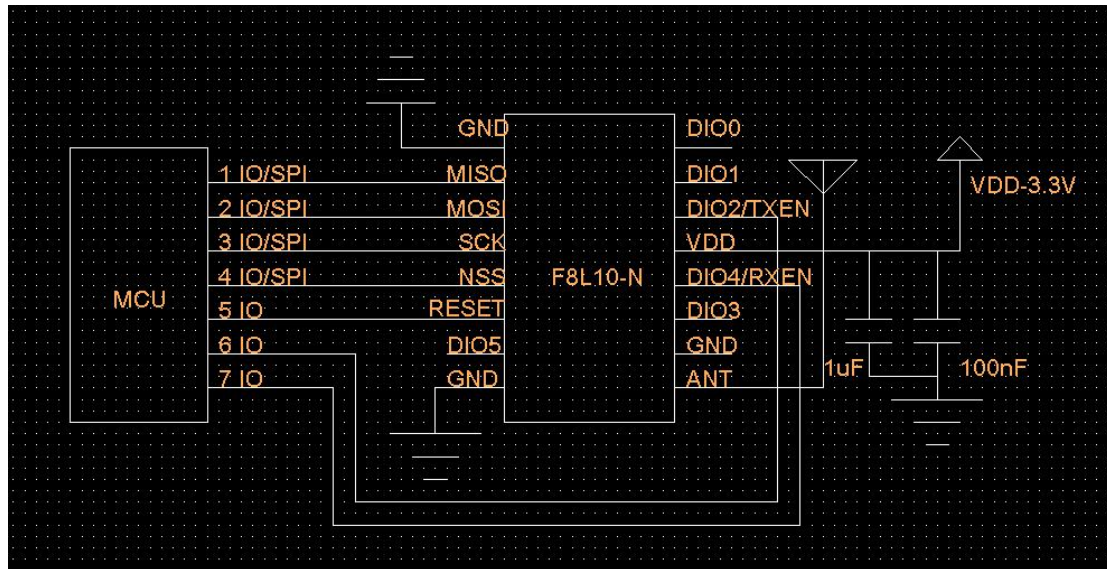 GND
DIO0
1 IO/SPI
MISO
DIO1
VDD-3.3V
2 IO/SPI
MOSI
DIO2/TXEN
3 IO/SPI
SCK
VDD
MCU
4 IO/SPI
NSS
F8L10-N
DIO4/RXEN
5 IO
RESET
DIO3
6 IO
DIO5
GND
7 IO
GND
ANT
1uF
100nF